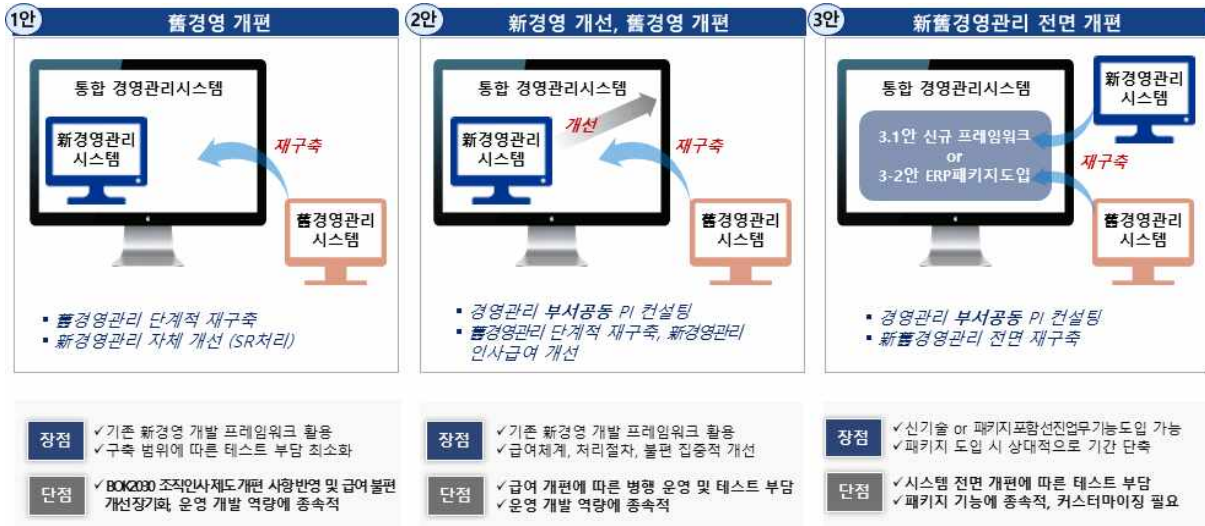 1안
舊경영 개편
통합 경영관리시스템
新경영관리
시스템
재구축
舊경영관리
시스템
▪ 舊경영관리 단계적 재구축
▪ 新경영관리 자체 개선 (SR처리)
장점
✓기존 新경영 개발 프레임워크 활용
✓구축 범위에 따른 테스트 부담 최소화
단점
✓BOK2030 조직인사제도개편 사항반영 및 급여불편
개선장기화, 운영 개발 역량에 종속적
2안
新경영 개선, 舊경영 개편
통합 경영관리시스템
개선
新경영관리
시스템
재구축
舊경영관리
시스템
▪ 경영관리 부서공동 PI 컨설팅
▪ 舊경영관리 단계적 재구축, 新경영관리
인사급여 개선
장점
✓기존 新경영 개발 프레임워크 활용
✓급여체계, 처리절차, 불편 집중적 개선
단점
✓급여 개편에 따른 병행 운영 및 테스트 부담
✓운영 개발 역량에 종속적
3안
新舊경영관리 전면 개편
통합 경영관리시스템
新경영관리
시스템
3.1안 신규 프레임워크
or
3-2안 ERP패키지도입
재구축
舊경영관리
시스템
▪ 경영관리 부서공동 PI 컨설팅
▪ 新舊경영관리 전면 재구축
장점
✓신기술 or 패키지포함선진업무기능도입 가능
✓패키지 도입 시 상대적으로 기간 단축
단점
✓시스템 전면 개편에 따른 테스트 부담
✓패키지 기능에 종속적, 커스터마이징 필요